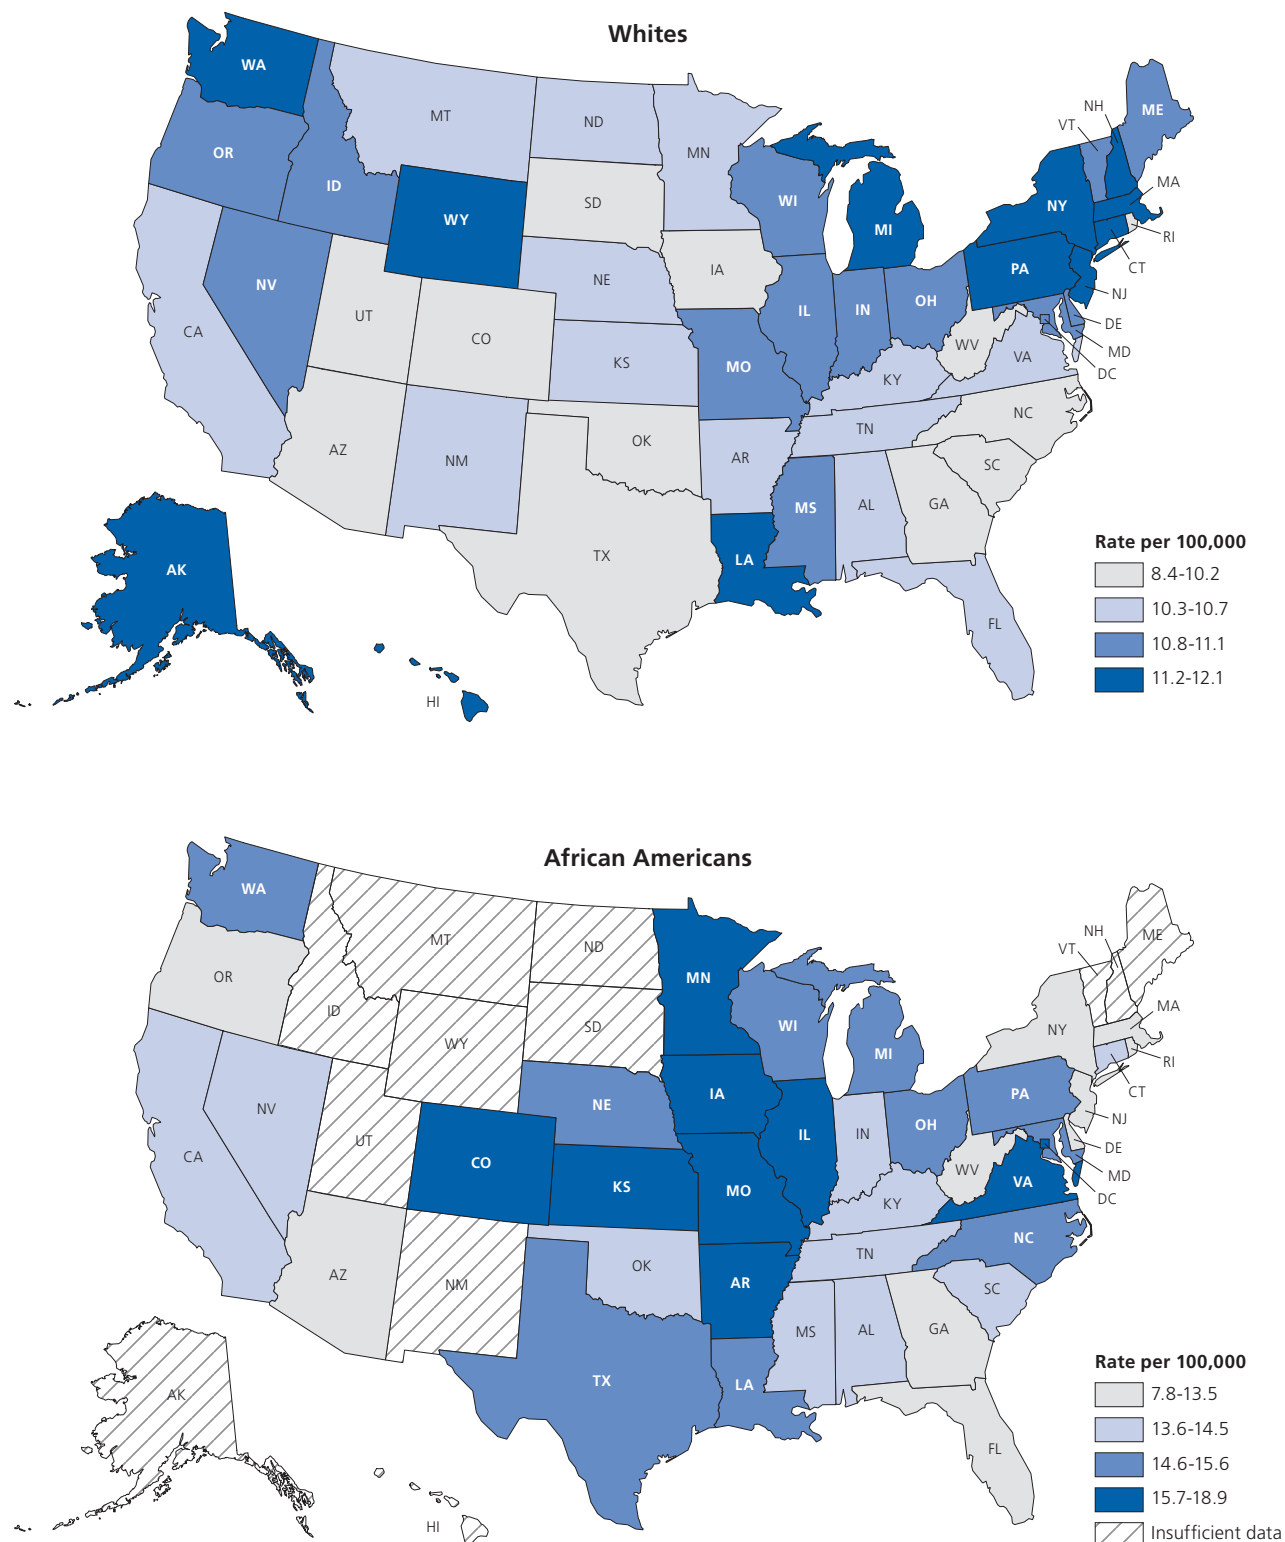 Whites
WA
MT
ND
MN
OR
ID
WY
SD
WI
MI
NY
NH
VT
ME
MA
RI
CT
NJ
PA
NV
UT
CO
NE
IA
IL
IN
OH
DE
MD
DC
CA
KS
MO
KY
WV
VA
NC
AZ
NM
OK
AR
TN
SC
GA
AL
MS
TX
LA
FL
AK
HI
Rate per 100,000
8.4-10.2
10.3-10.7
10.8-11.1
11.2-12.1
African Americans
WA
MT
ND
MN
OR
ID
WY
SD
WI
MI
NY
NH
VT
ME
MA
RI
CT
NJ
PA
NV
UT
CO
NE
IA
IL
IN
OH
DE
MD
DC
CA
KS
MO
KY
WV
VA
NC
AZ
NM
OK
AR
TN
SC
GA
AL
MS
TX
LA
FL
AK
HI
Rate per 100,000
7.8-13.5
13.6-14.5
14.6-15.6
15.7-18.9
Insufficient data